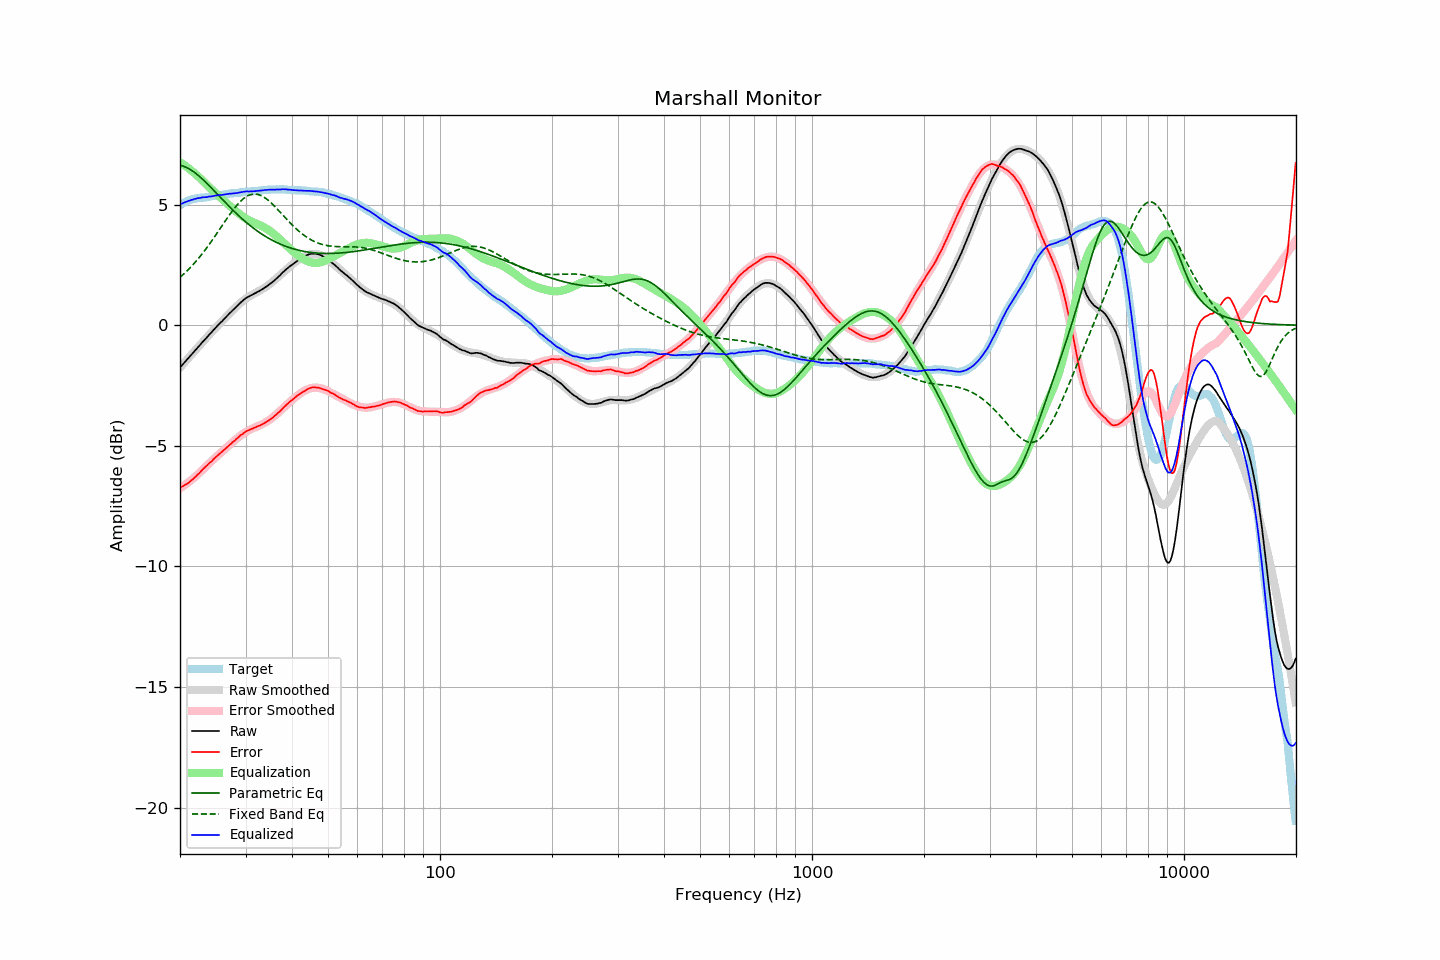 Marshall Monitor
5
0
−5
−10
−15
−20
Amplitude (dBr)
Target
Raw Smoothed
Error Smoothed
Raw
Error
Equalization
Parametric Eq
Fixed Band Eq
Equalized
100
1000
10000
Frequency (Hz)